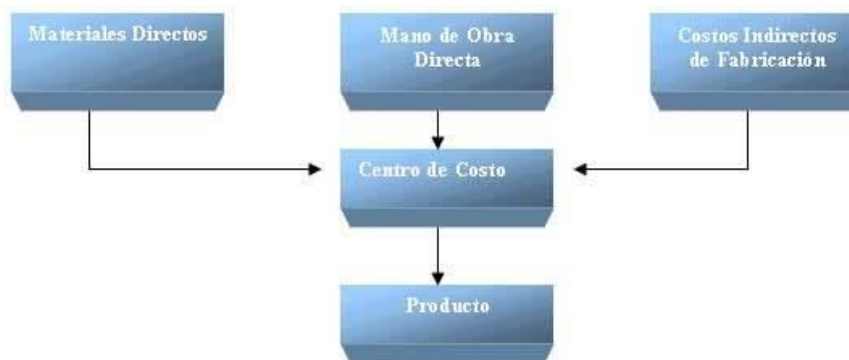 Materiales Directos
Mano de Obra
Directa
Costos Indirectos
de Fabricación
Centro de Costo
Producto